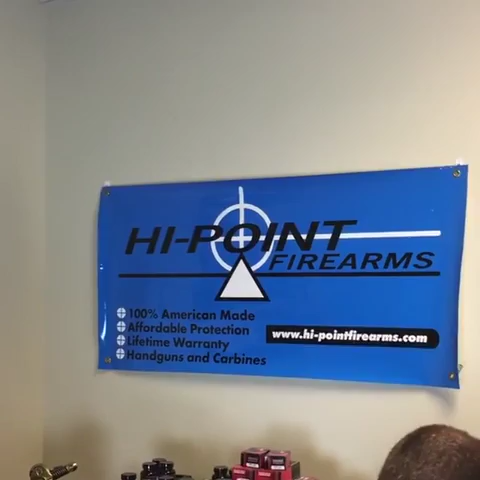 HI-POINT
FIREARMS
100% American Made
Affordable Protection
Lifetime Warranty
Handguns and Carbines
www.hi-pointfirearms.com